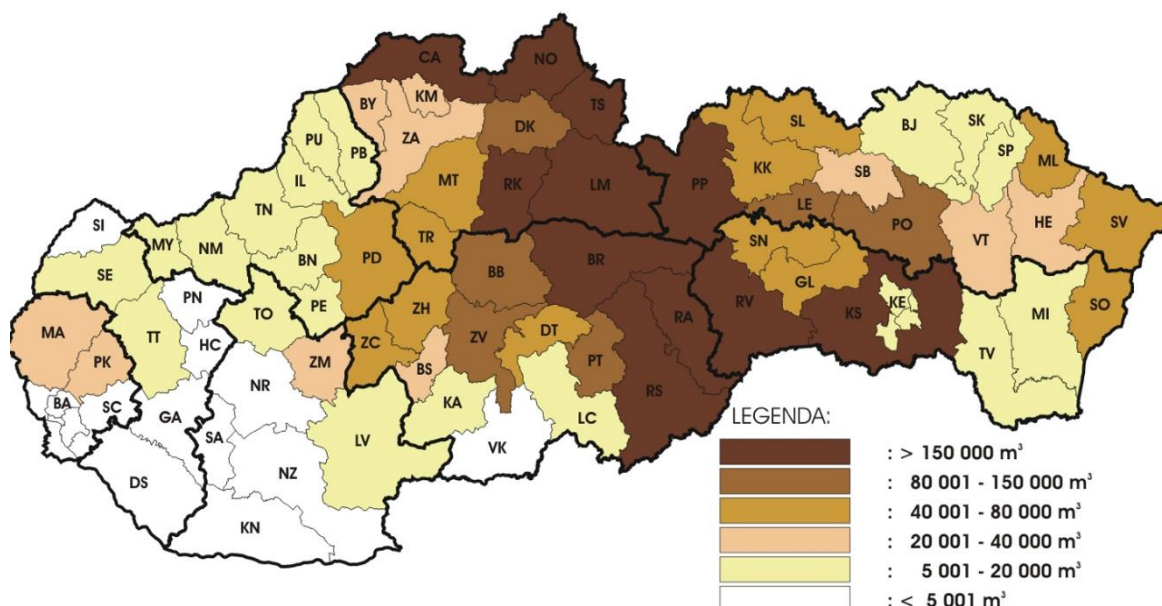 CA
NO
BY
KM
TS
ZA
DK
PU
PB
SL
BJ
SK
SP
ML
IL
MT
RK
LM
PP
KK
SB
TN
LE
PO
HE
SV
SI
MY
NM
TR
VT
BN
PD
BB
BR
SN
SE
PN
PE
ZH
GL
RV
KS
KE
MI
SO
TO
MA
TT
ZC
ZV
DT
RA
PK
HC
ZM
BS
PT
TV
NR
BA
SC
GA
KA
RS
SA
LV
VK
LC
DS
NZ
KN
LEGENDA:
: > 150 000 m³
: 80 001 - 150 000 m³
: 40 001 - 80 000 m³
: 20 001 - 40 000 m³
: 5 001 - 20 000 m³
: < 5 001 m³